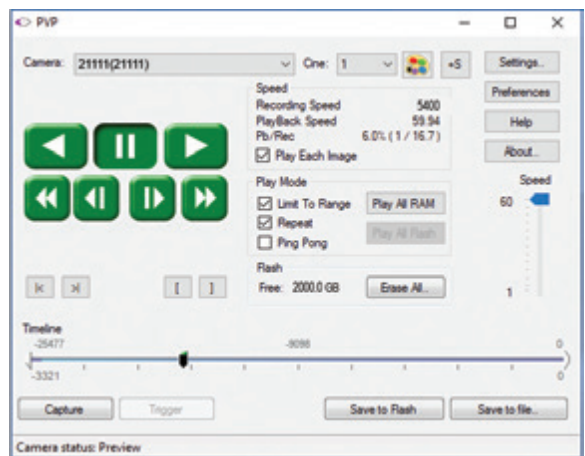 PVP
Camera: 21111(21111) Cine: 1 +S Settings..
Speed
Recording Speed 5400
PlayBack Speed 59.94
Pb/Rec 6.0% (1 / 16.7)
Play Each Image
Preferences
Help
About...
Play Mode
Limit To Range Play All RAM
Repeat Play All Flash
Ping Pong
Speed
60
1
Flash
Free: 2000.0 GB Erase All..
[ ]
Timeline
-25477 -9098 0
-3321 0
Capture Trigger Save to Flash Save to file...
Camera status: Preview